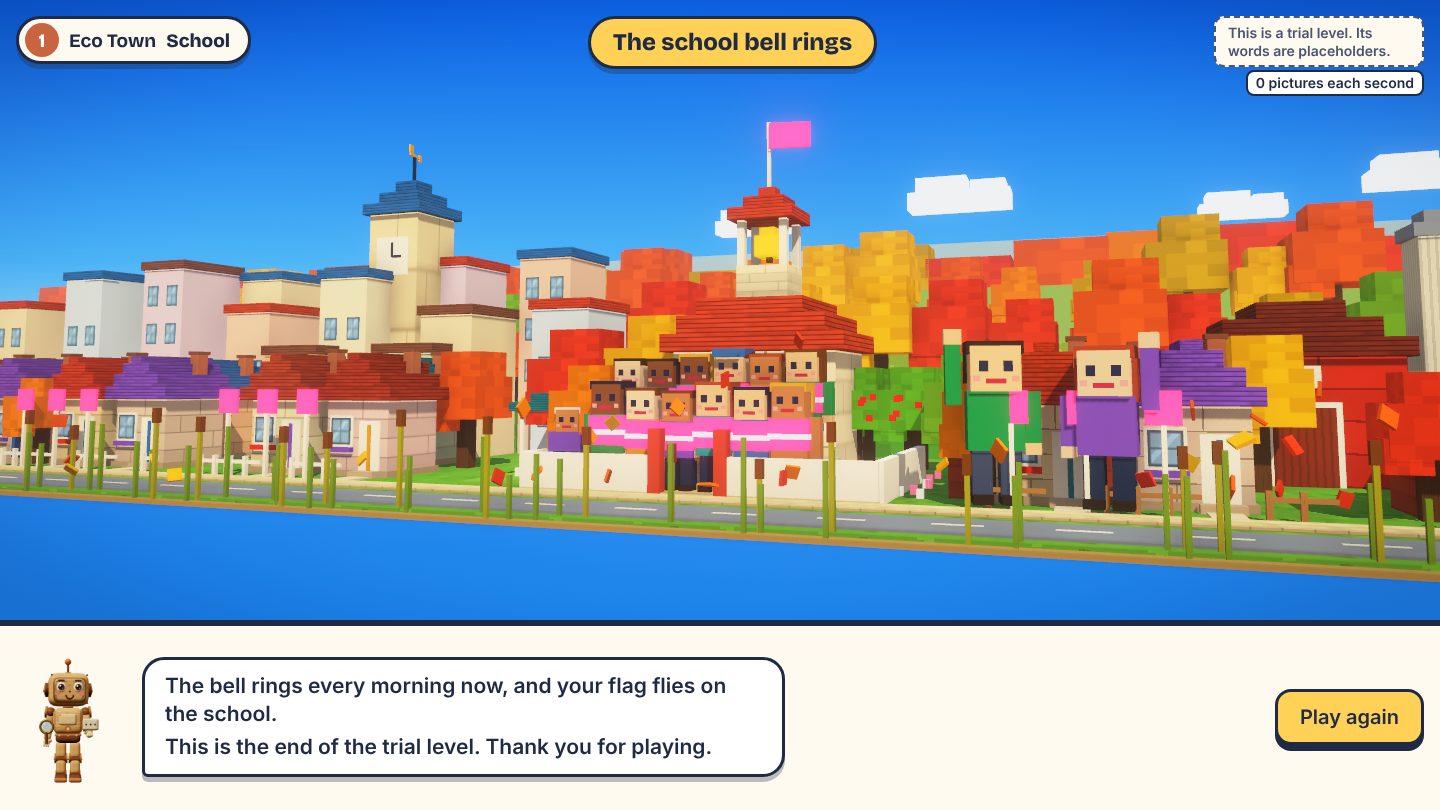 1 Eco Town School
The school bell rings
This is a trial level. Its
words are placeholders.
0 pictures each second
The bell rings every morning now, and your flag flies on
the school.
This is the end of the trial level. Thank you for playing.
Play again